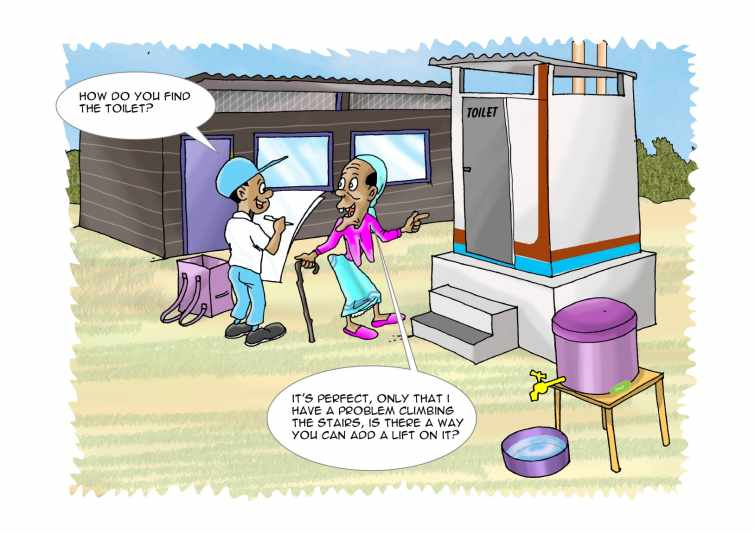 HOW DO YOU FIND
THE TOILET?
TOILET
IT'S PERFECT, ONLY THAT I
HAVE A PROBLEM CLIMBING
THE STAIRS, IS THERE A WAY
YOU CAN ADD A LIFT ON IT?